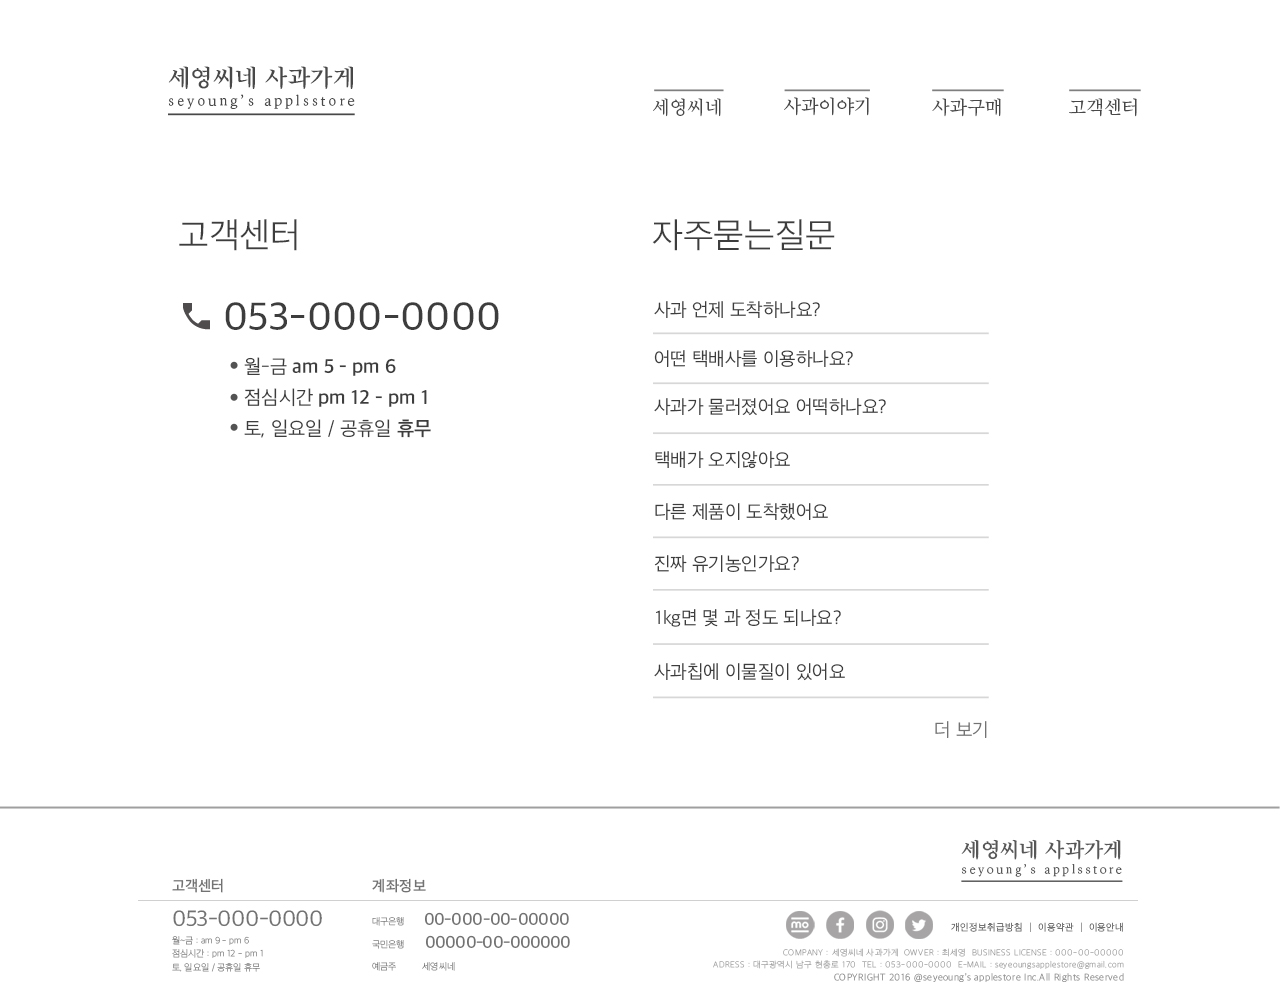 세영씨네 사과가게
seyoung's applsstore
세영씨네 사과이야기 사과구매 고객센터
고객센터
053-000-0000
월-금 am 5 - pm 6
점심시간 pm 12 - pm 1
토, 일요일 / 공휴일 휴무
자주묻는질문
사과 언제 도착하나요?
어떤 택배사를 이용하나요?
사과가 물러졌어요 어떡하나요?
택배가 오지않아요
다른 제품이 도착했어요
진짜 유기농인가요?
1kg면 몇 과 정도 되나요?
사과칩에 이물질이 있어요
더 보기
세영씨네 사과가게
seyoung's applsstore
고객센터
053-000-0000
월-금 : am 9 - pm 6
점심시간 : pm 12 - pm 1
토, 일요일 / 공휴일 휴무
계좌정보
대구은행 00-000-00-00000
국민은행 00000-00-000000
예금주 세영씨네
mo
개인정보취급방침 | 이용약관 | 이용안내
COMPANY : 세영씨네 사과가게 OWVER : 최세영 BUSINESS LICENSE : 000-00-00000
ADRESS : 대구광역시 남구 현충로 170 TEL : 053-000-0000 E-MAIL : seyeoungsapplestore@gmail.com
COPYRIGHT 2016 @seyeoung's applestore Inc.All Rights Reserved